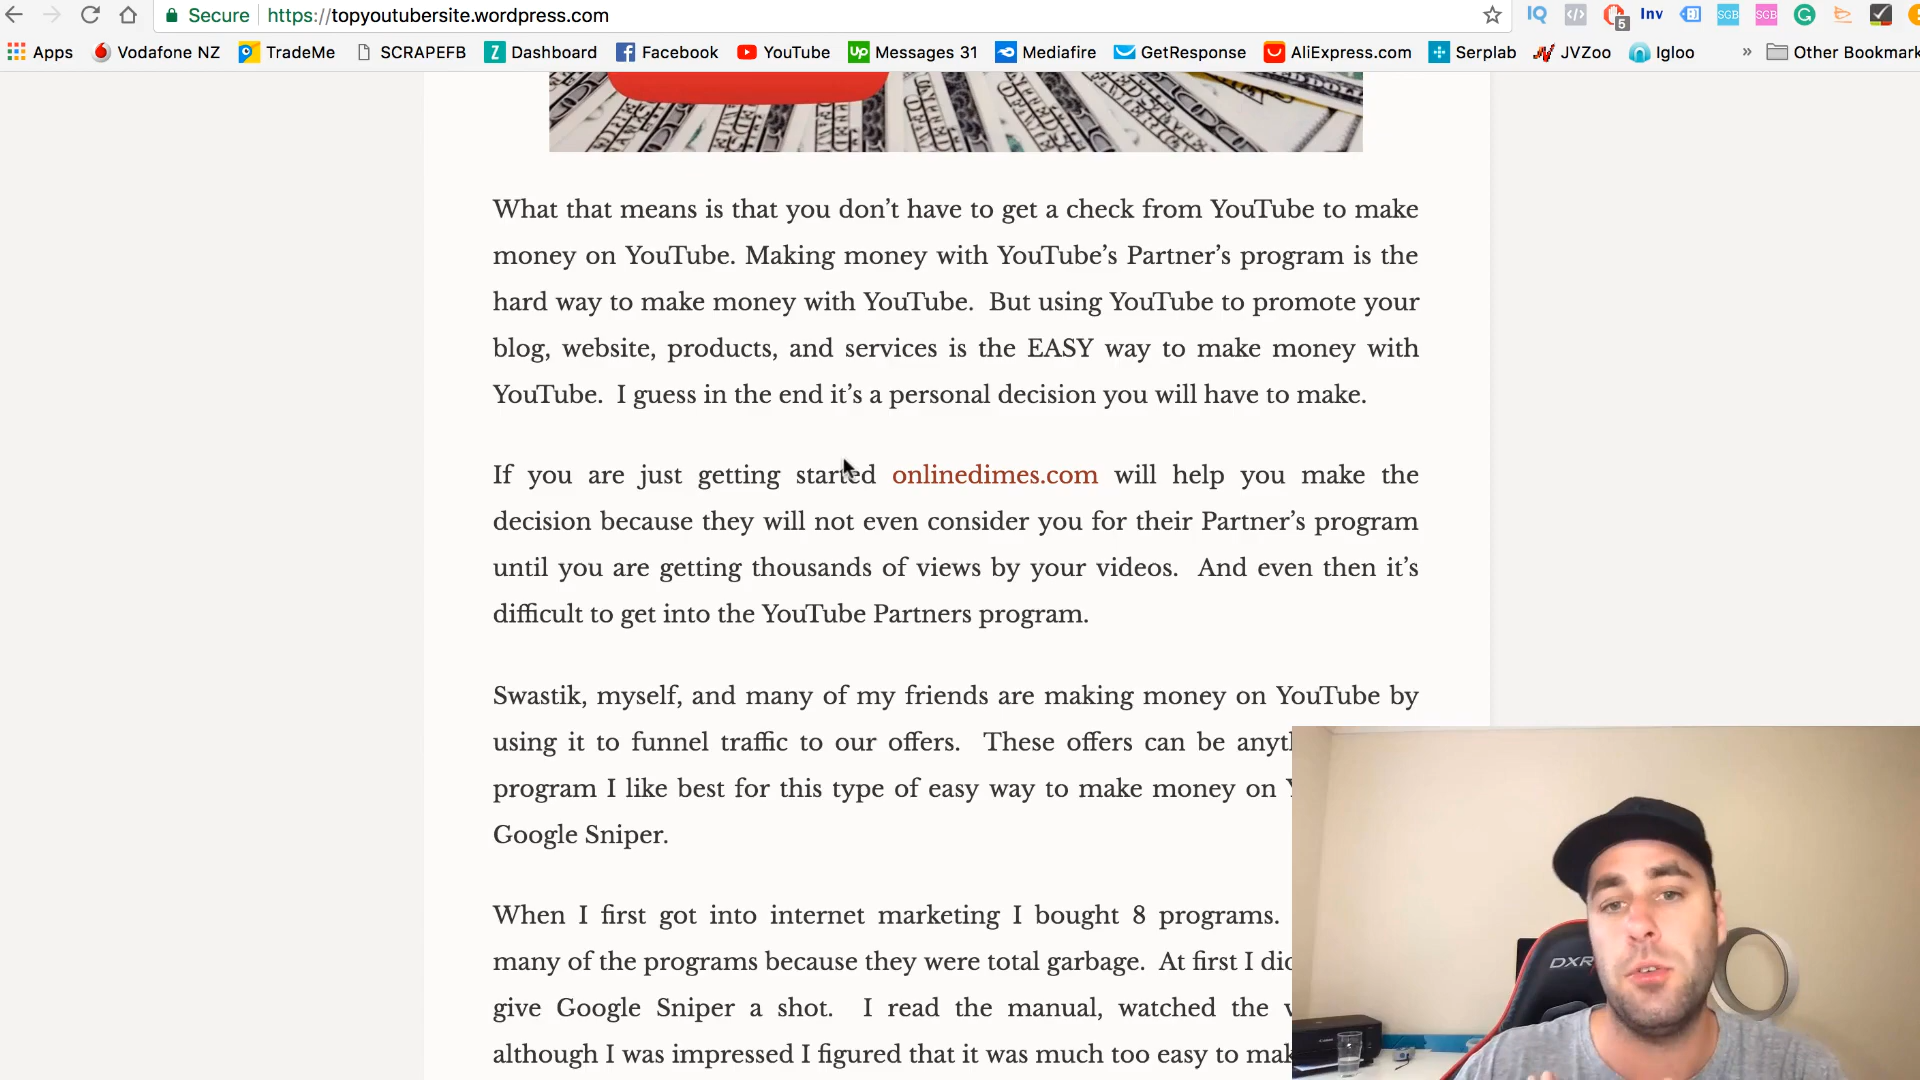 Secure https://topyoutubersite.wordpress.com IQ </> 5 Inv SGB SGB
Apps Vodafone NZ TradeMe SCRAPEFB Z Dashboard Facebook YouTube Up Messages 31 Mediafire GetResponse AliExpress.com Serplab JVZoo Igloo » Other Bookmark
What that means is that you don’t have to get a check from YouTube to make
money on YouTube. Making money with YouTube’s Partner’s program is the
hard way to make money with YouTube. But using YouTube to promote your
blog, website, products, and services is the EASY way to make money with
YouTube. I guess in the end it’s a personal decision you will have to make.
If you are just getting started onlinedimes.com will help you make the
decision because they will not even consider you for their Partner’s program
until you are getting thousands of views by your videos. And even then it’s
difficult to get into the YouTube Partners program.
Swastik, myself, and many of my friends are making money on YouTube by
using it to funnel traffic to our offers. These offers can be anyt
program I like best for this type of easy way to make money on
Google Sniper.
When I first got into internet marketing I bought 8 programs.
many of the programs because they were total garbage. At first I did
give Google Sniper a shot. I read the manual, watched the
although I was impressed I figured that it was much too easy to mak
DXR
Canon